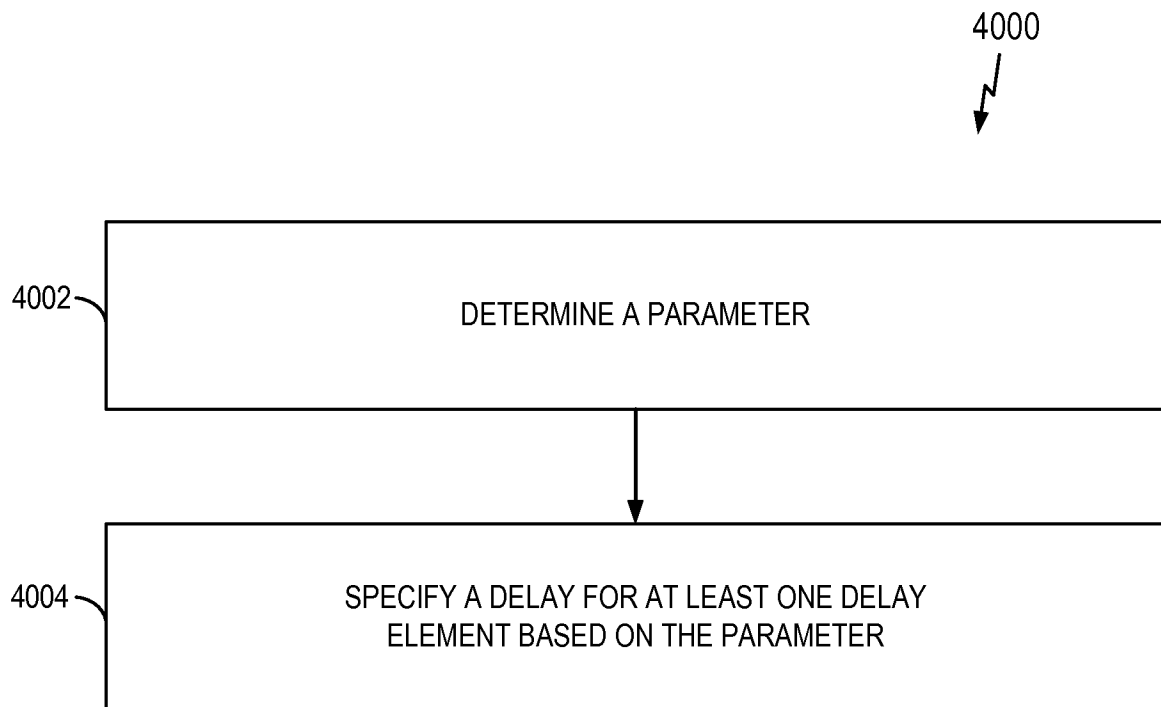 4000
4002
DETERMINE A PARAMETER
4004
SPECIFY A DELAY FOR AT LEAST ONE DELAY
ELEMENT BASED ON THE PARAMETER